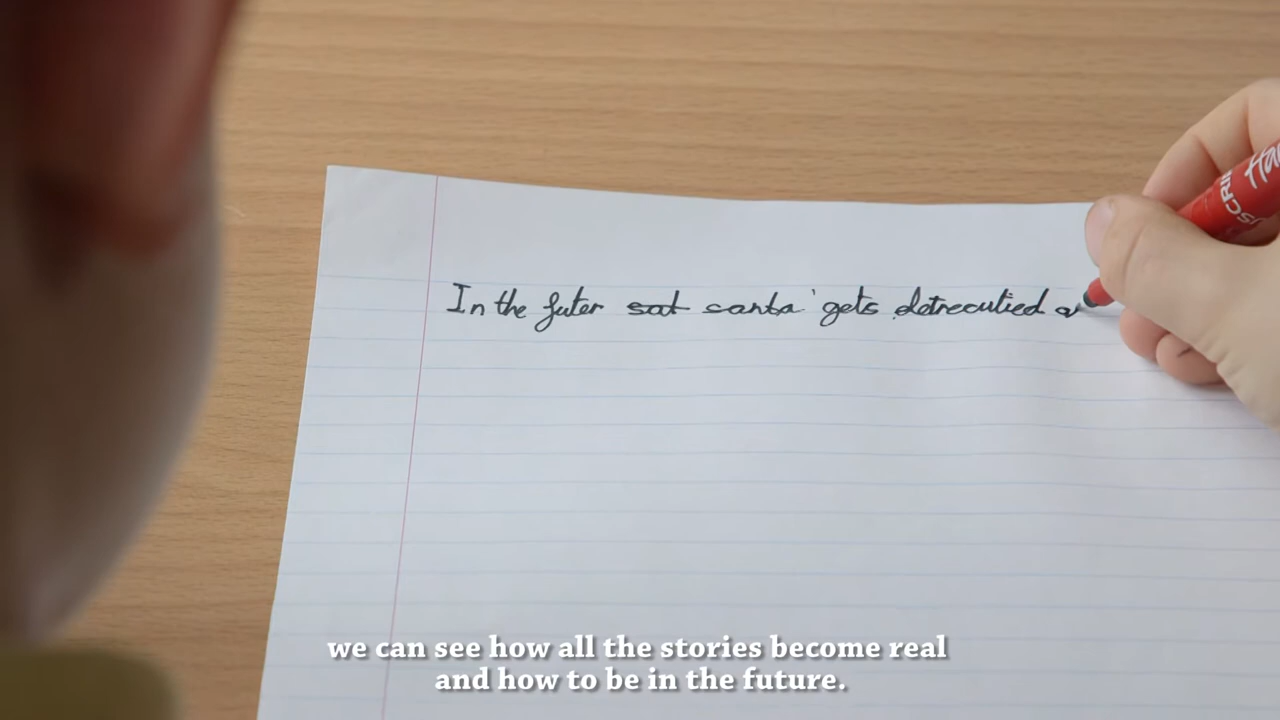 In the futer sat santa gets detrecutied a
we can see how all the stories become real
and how to be in the future.